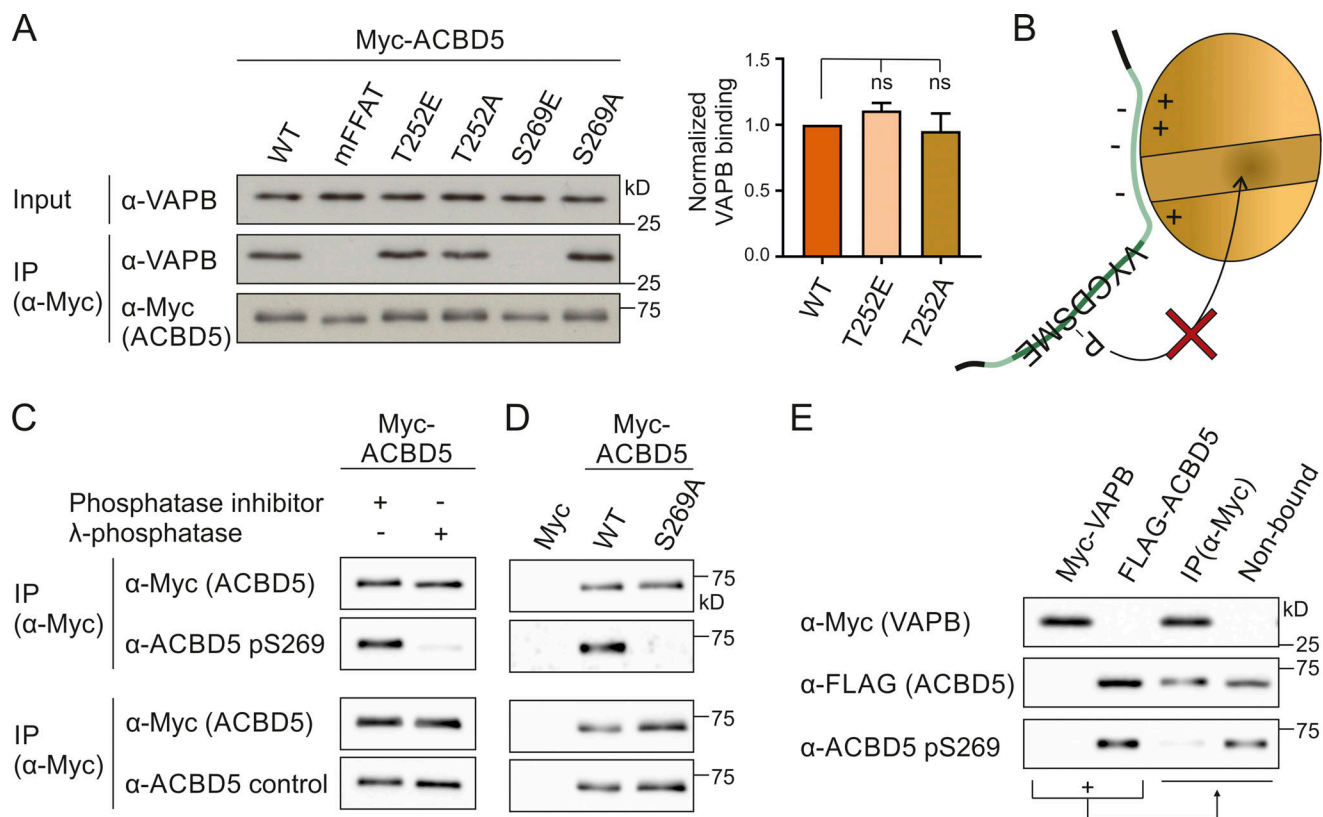 A
Myc-ACBD5
WT
mFFAT
T252E
T252A
S269E
S269A
Input
α-VAPB
kD
25
IP
(α-Myc)
α-VAPB
25
α-Myc
(ACBD5)
75
Normalized
VAPB binding
1.5
1.0
0.5
0.0
ns
ns
WT
T252E
T252A
B
+
+
+
-
-
-
VYCDSME
P
C
Myc-
ACBD5
Phosphatase inhibitor + -
λ-phosphatase - +
IP
(α-Myc)
α-Myc (ACBD5)
α-ACBD5 pS269
IP
(α-Myc)
α-Myc (ACBD5)
α-ACBD5 control
D
Myc-
ACBD5
Myc
WT
S269A
75
kD
75
75
75
E
Myc-VAPB
FLAG-ACBD5
IP(α-Myc)
Non-bound
α-Myc (VAPB)
kD
25
α-FLAG (ACBD5)
75
α-ACBD5 pS269
75
+